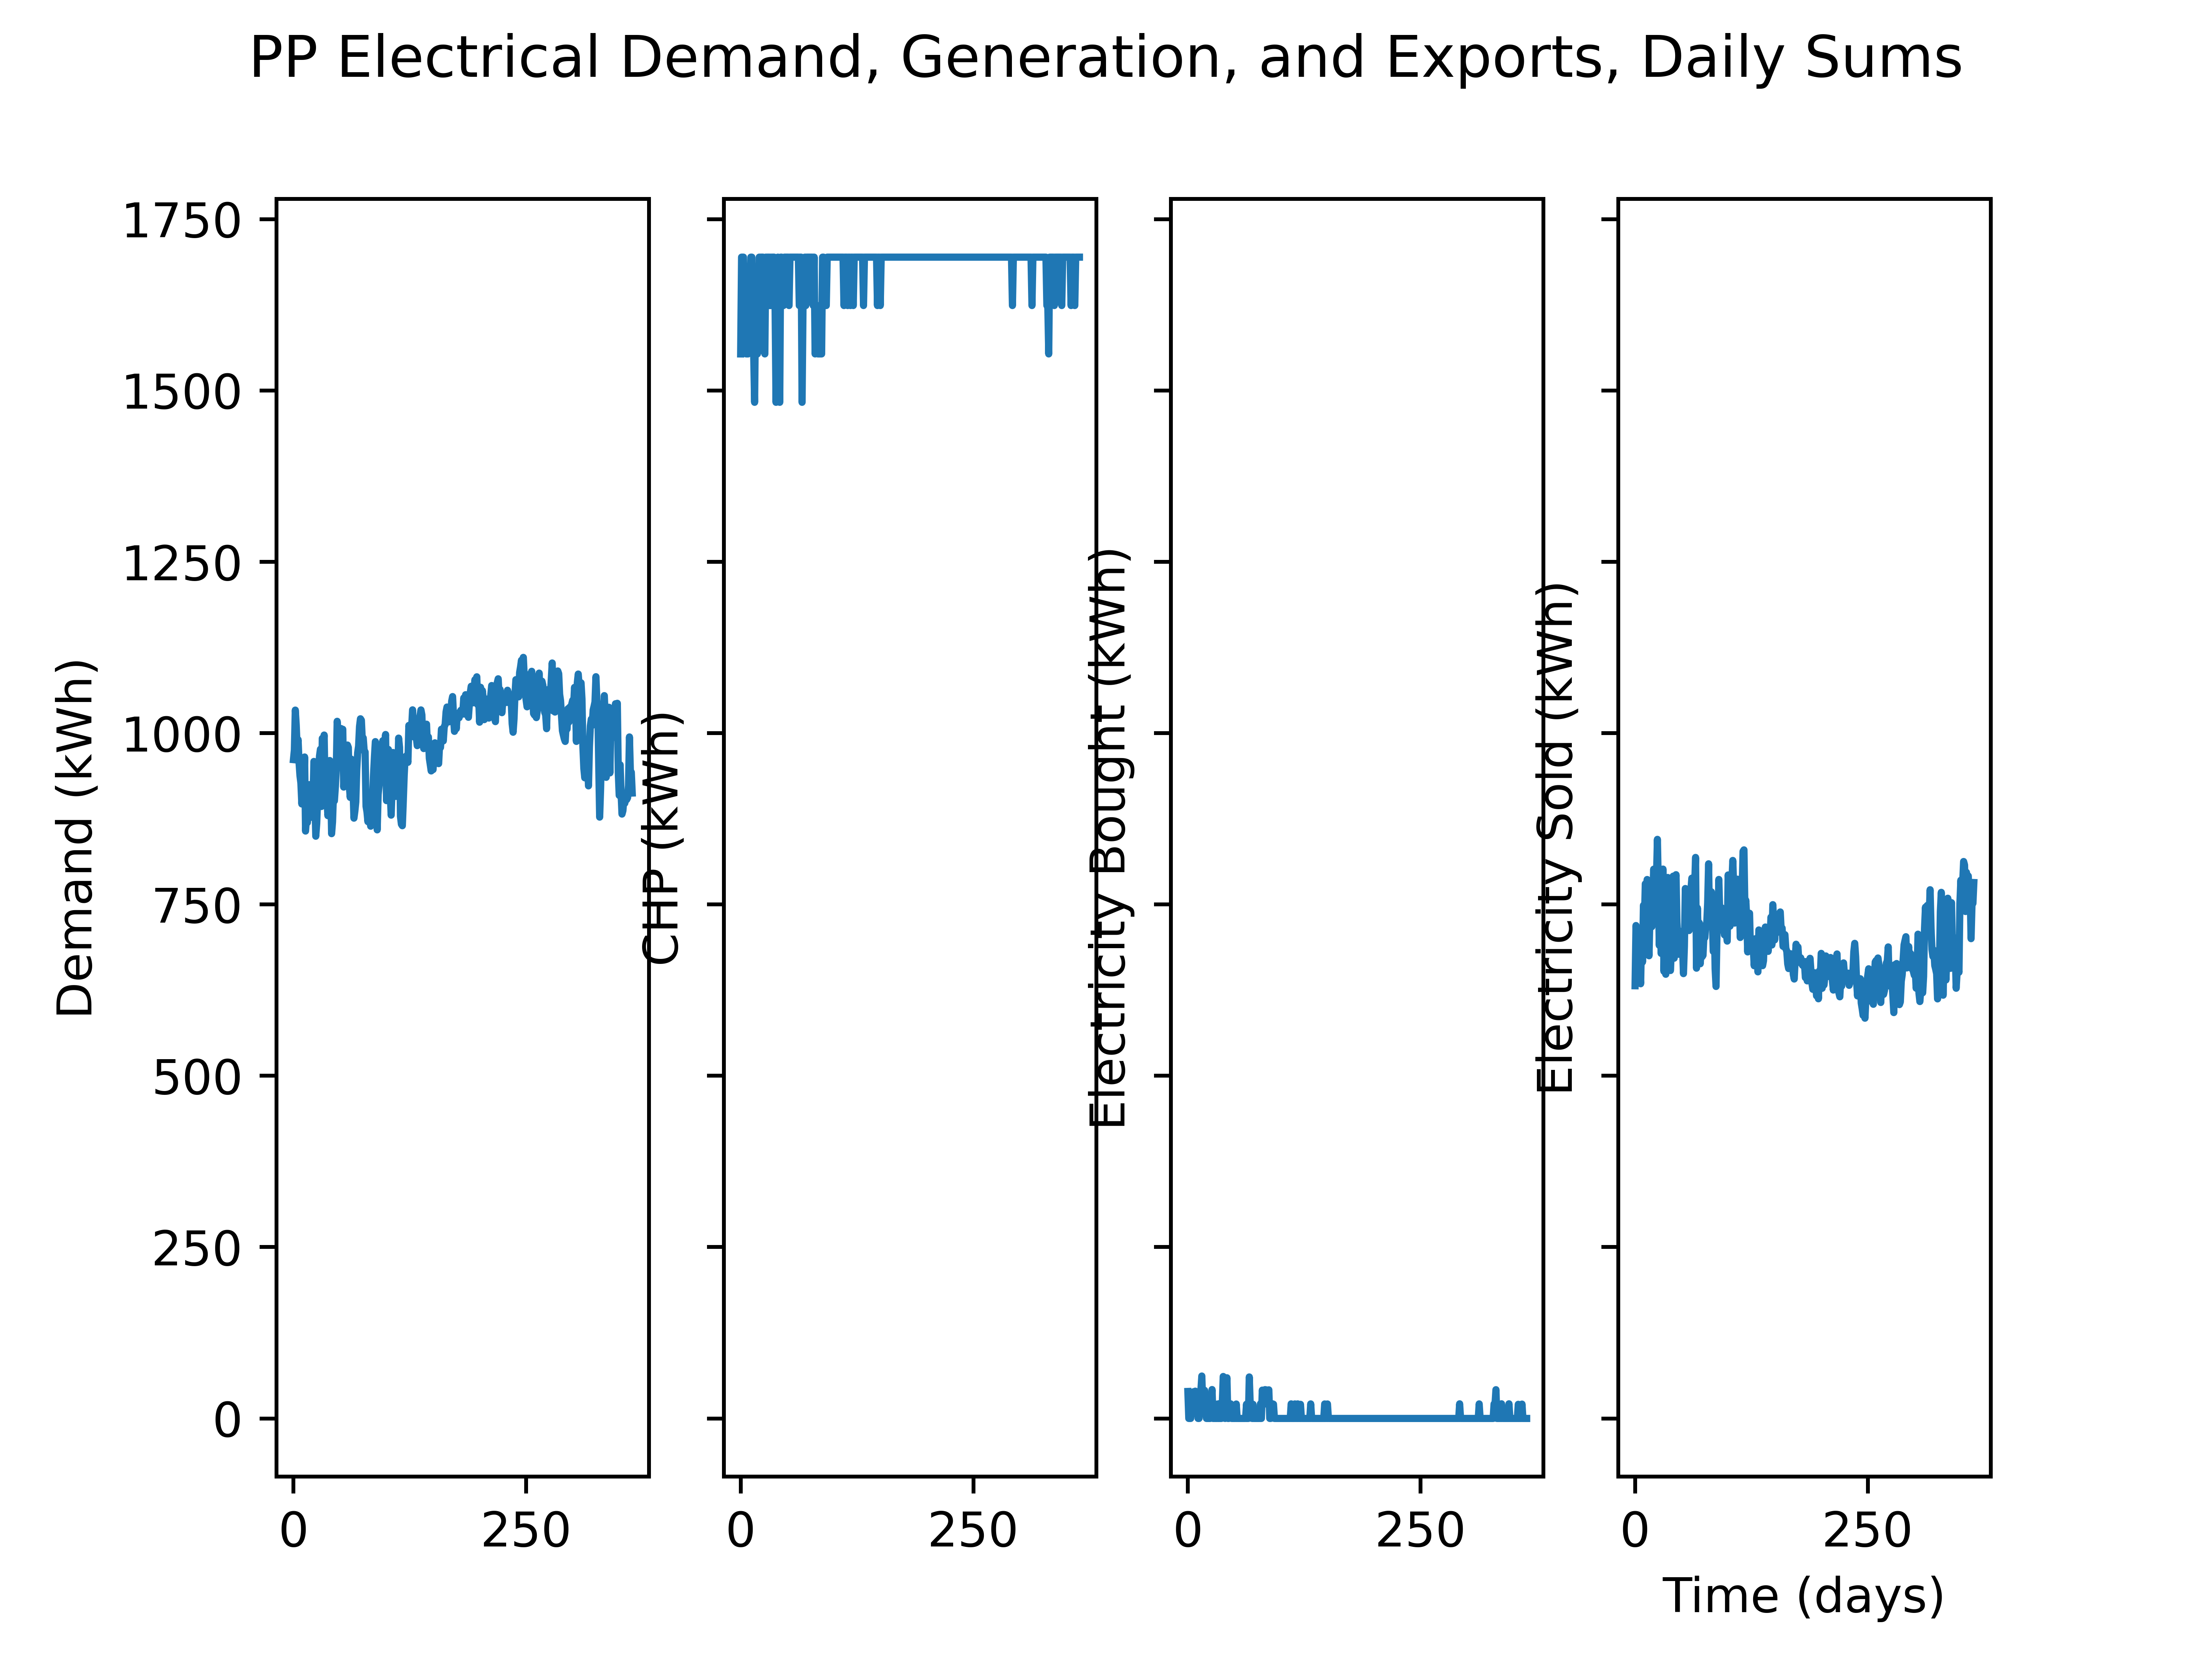 PP Electrical Demand, Generation, and Exports, Daily Sums
Demand (kWh)
1750
1500
1250
1000
750
500
250
0
0 250
CHP (kWh)
0 250
Electricity Bought (kWh)
0 250
Electricity Sold (kWh)
0 250
Time (days)